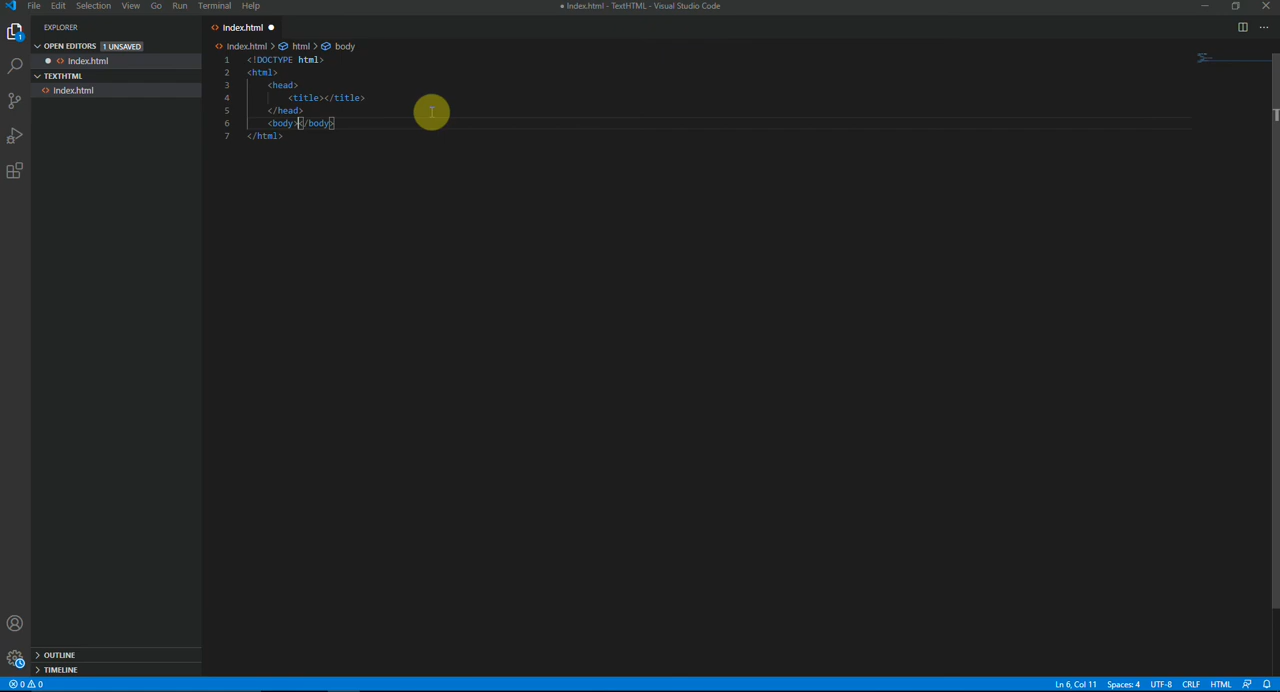 File Edit Selection View Go Run Terminal Help ● Index.html - TextHTML - Visual Studio Code
EXPLORER
OPEN EDITORS 1 UNSAVED
● <> Index.html
TEXTHTML
<> Index.html
1
<> Index.html ●
<> Index.html > html > body
1 <!DOCTYPE html>
2 <html>
3 <head>
4 <title></title>
5 </head>
6 <body></body>
7 </html>
OUTLINE
TIMELINE
0 0 Ln 6, Col 11 Spaces: 4 UTF-8 CRLF HTML